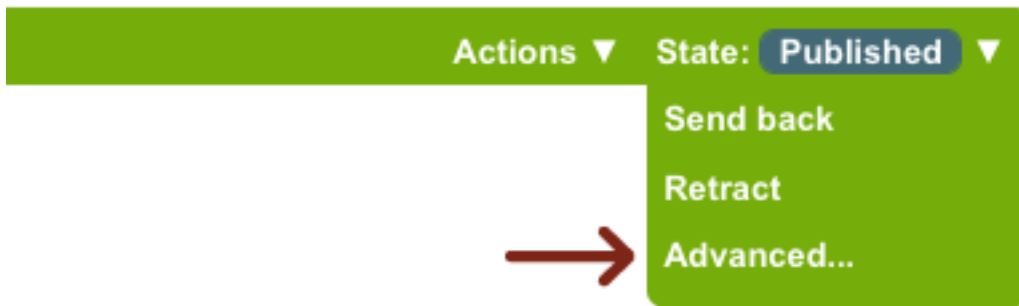 Actions ▼ State: Published ▼
Send back
Retract
Advanced...